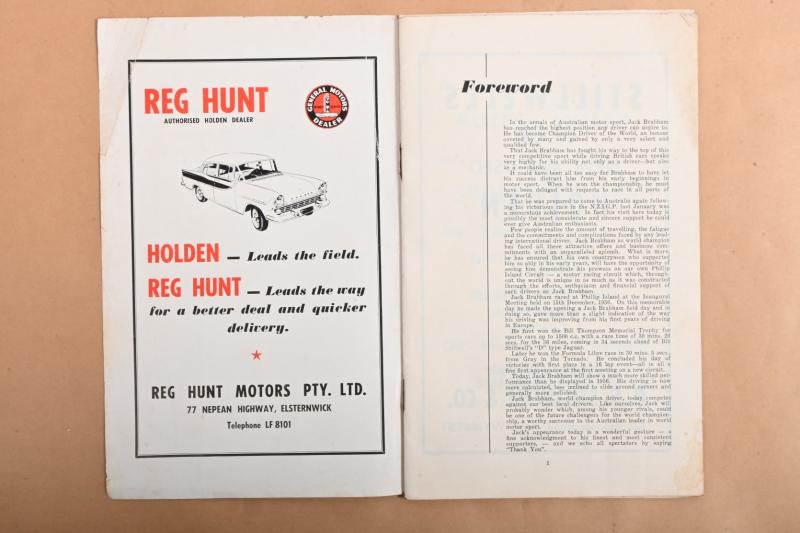 REG HUNT
AUTHORISED HOLDEN DEALER
GENERAL MOTORS
DEALER
HOLDEN — Leads the field.
REG HUNT — Leads the way
for a better deal and quicker
delivery.
REG HUNT MOTORS PTY. LTD.
77 NEPEAN HIGHWAY, ELSTERNWICK
Telephone LF 8101
Foreword
In the annals of Australian motor sport, Jack Brabham
has reached the highest position any driver can aspire to.
He has become Champion Driver of the World, an honour
coveted by many and gained by only a very select and
qualified few.
That Jack Brabham has fought his way to the top of this
very competitive sport while driving British cars speaks
very highly for his ability not only as a driver—but also
as a mechanic.
It could have been all too easy for Brabham to have let
his success distract him from his early beginnings in
motor sport. When he won the championship, he must
have been deluged with requests to race in all parts of
the world.
That he was prepared to come to Australia again follow-
ing his victorious race in the N.Z.I.G.P. last January was
a momentous achievement. In fact his visit here today is
possibly the most considerate and sincere support he could
ever give Australian enthusiasts.
Few people realise the amount of travelling, the fatigue
and the commitments and complications faced by any lead-
ing international driver. Jack Brabham as world champion
has faced all these attractive offers and business com-
mitments with an unparalleled aplomb. What is more,
he has ensured that his own countrymen who supported
him so ably in his early years, will have the opportunity of
seeing him demonstrate his prowess on our own Phillip
Island Circuit — a motor racing circuit which, through-
out the world is unique in as much as it was constructed
through the efforts, enthusiasm and financial support of
such drivers as Jack Brabham.
Jack Brabham raced at Phillip Island at the Inaugural
Meeting held on 15th December, 1956. On this memorable
day he made the opening a Jack Brabham field day and in
doing so, gave more than a slight indication of the way
his driving was improving from his first years of driving
in Europe.
He first won the Bill Thompson Memorial Trophy for
sports cars up to 1500 c.c. with a race time of 30 mins. 26
secs. for the 36 miles, coming in 34 seconds ahead of Bib
Stillwell's "D" type Jaguar.
Later he won the Formula Libre race in 30 mins. 5 secs.,
from Gray in the Tornado. He concluded his day of
victories with first place in a 16 lap event—all in all a
fine first appearance at the first meeting on a new circuit.
Today, Jack Brabham will show a much more skilled per-
formance than he displayed in 1956. His driving is now
more calculated, less inclined to slide around corners and
generally more polished.
Jack Brabham, world champion driver, today competes
against our best local drivers. Like ourselves, Jack will
probably wonder which, among his younger rivals, could
be one of the future challengers for the world champion-
ship, a worthy successor to the Australian leader in world
motor sport.
Jack's appearance today is a wonderful gesture — a
fine acknowledgment to his finest and most consistent
supporters, — and we echo all spectators by saying
"Thank You".
1